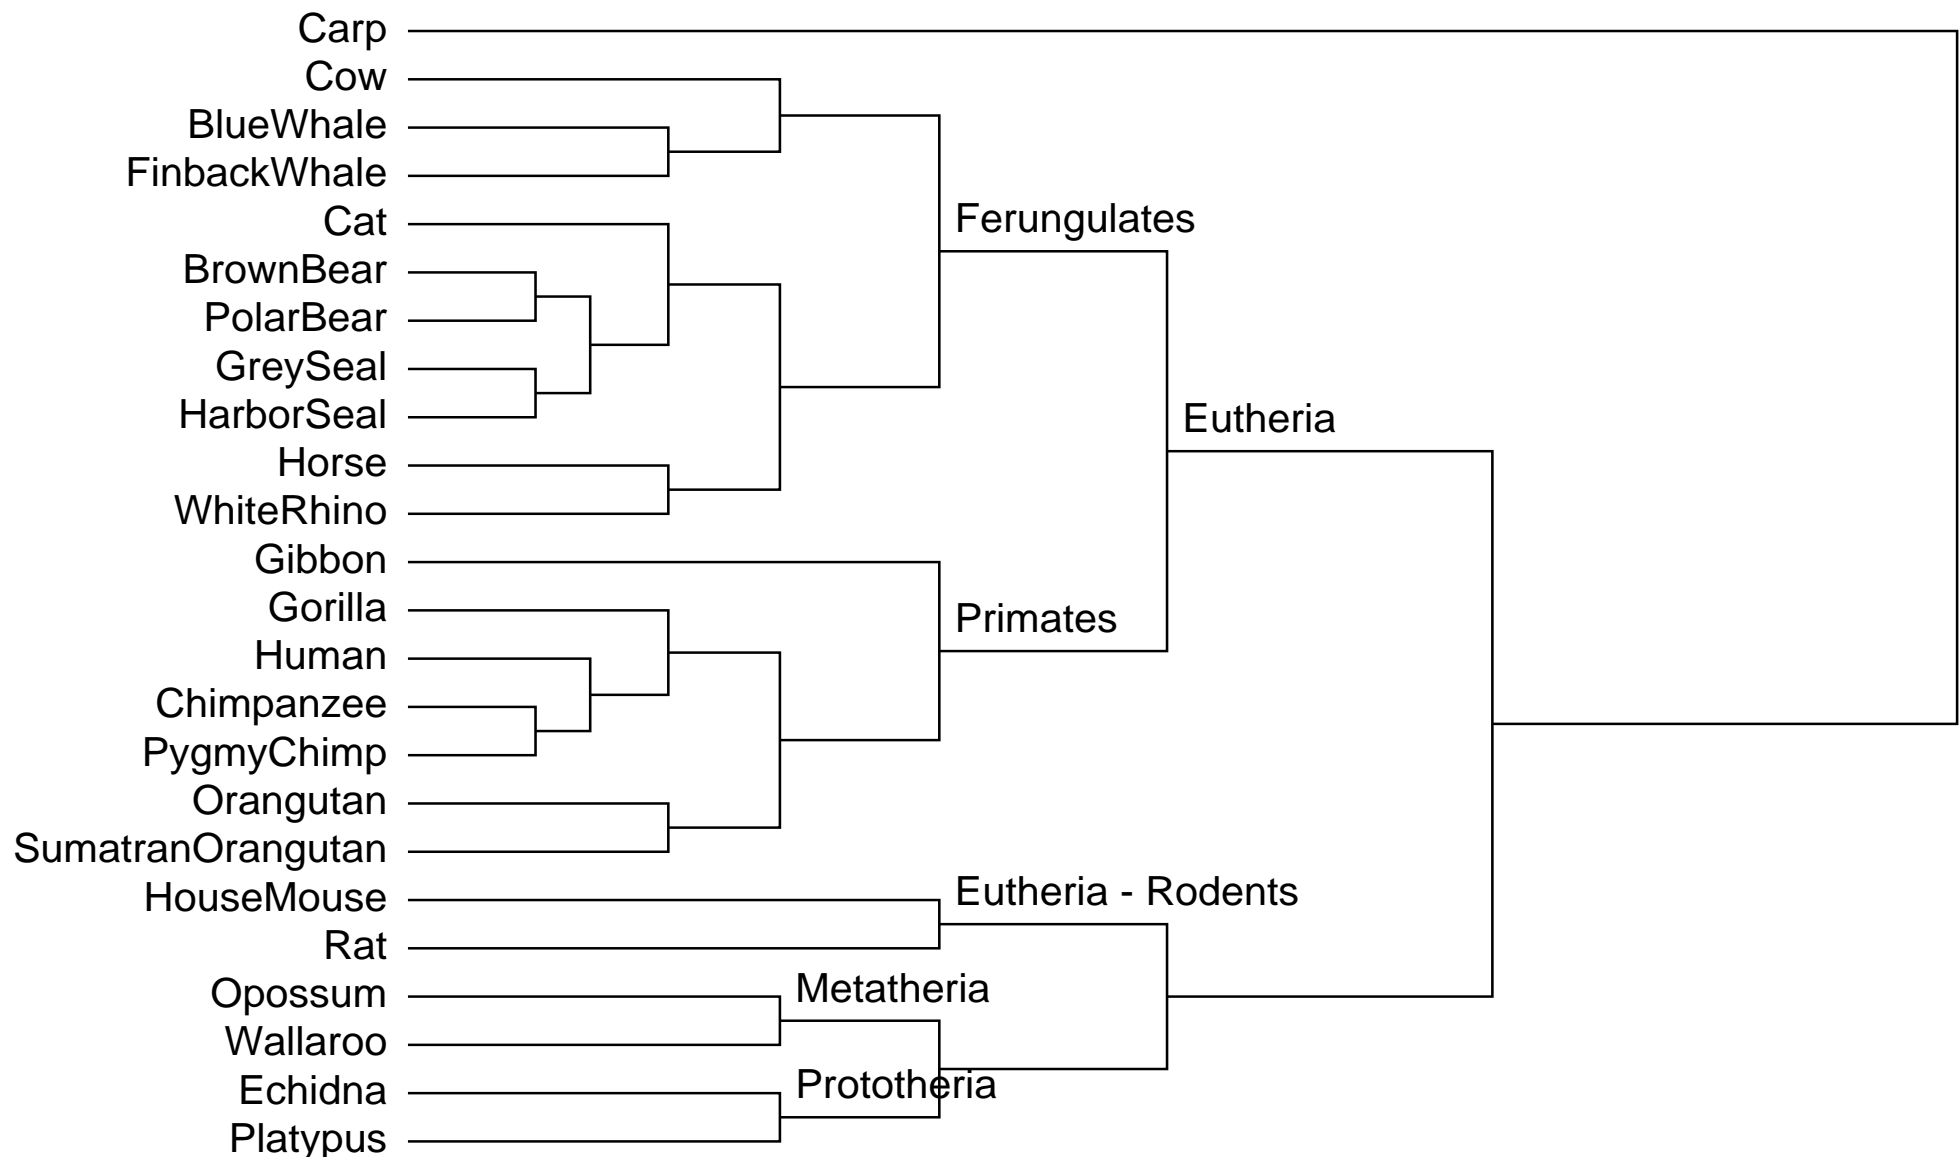 Carp
Cow
BlueWhale
FinbackWhale
Cat
Ferungulates
BrownBear
PolarBear
GreySeal
HarborSeal
Eutheria
Horse
WhiteRhino
Gibbon
Gorilla
Primates
Human
Chimpanzee
PygmyChimp
Orangutan
SumatranOrangutan
HouseMouse
Eutheria - Rodents
Rat
Opossum
Metatheria
Wallaroo
Echidna
Prototheria
Platypus